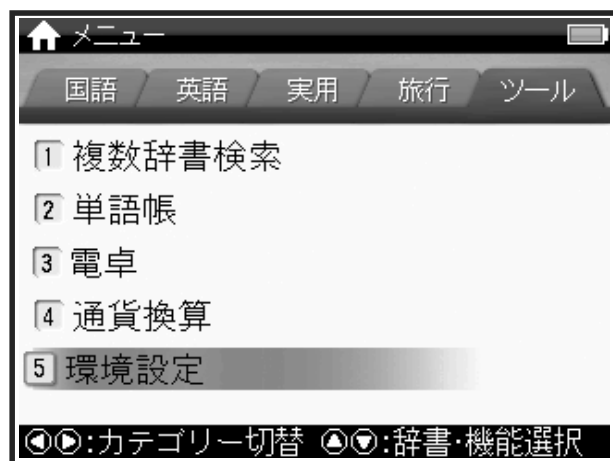 メニュー
国語 英語 実用 旅行 ツール
1 複数辞書検索
2 単語帳
3 電卓
4 通貨換算
5 環境設定
:カテゴリー切替 :辞書・機能選択